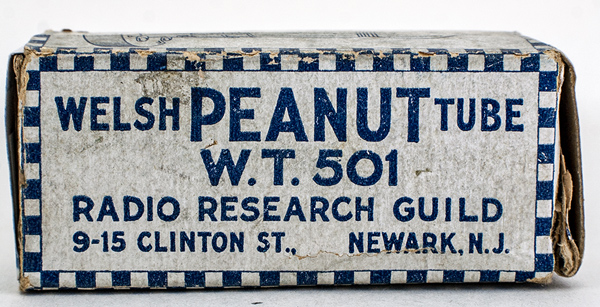 WELSH PEANUT TUBE
W.T. 501
RADIO RESEARCH GUILD
9-15 CLINTON ST., NEWARK, N.J.